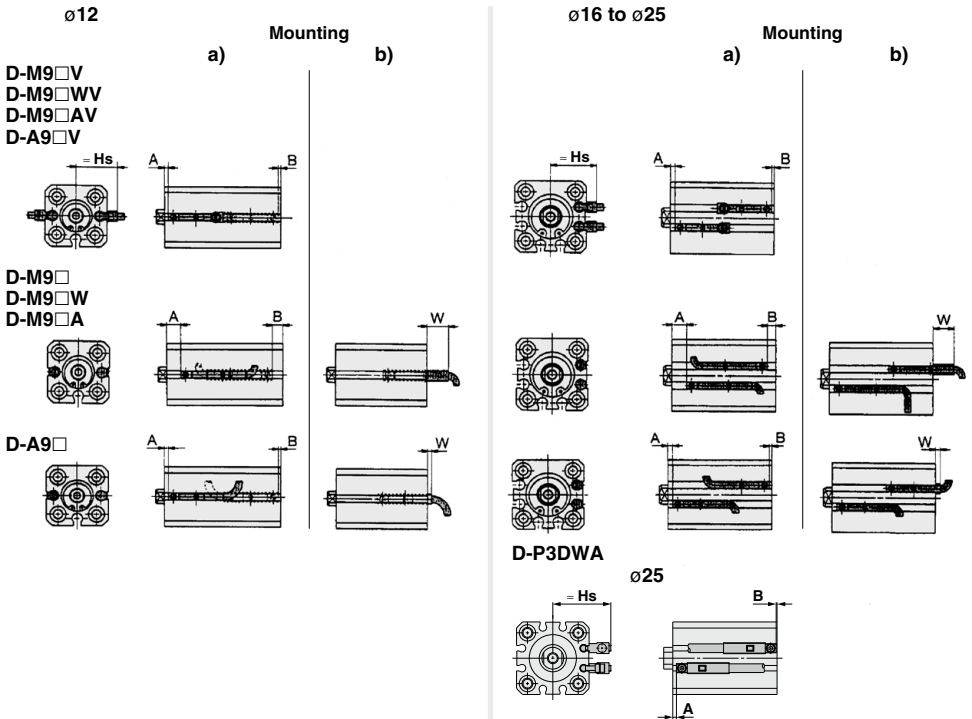 ø12
Mounting
a) b)
D-M9□V
D-M9□WV
D-M9□AV
D-A9□V
≈ Hs
A B
D-M9□
D-M9□W
D-M9□A
A B W
D-A9□
A B W
ø16 to ø25
Mounting
a) b)
≈ Hs
A B
A B W
A B W
D-P3DWA
ø25
≈ Hs
B
A